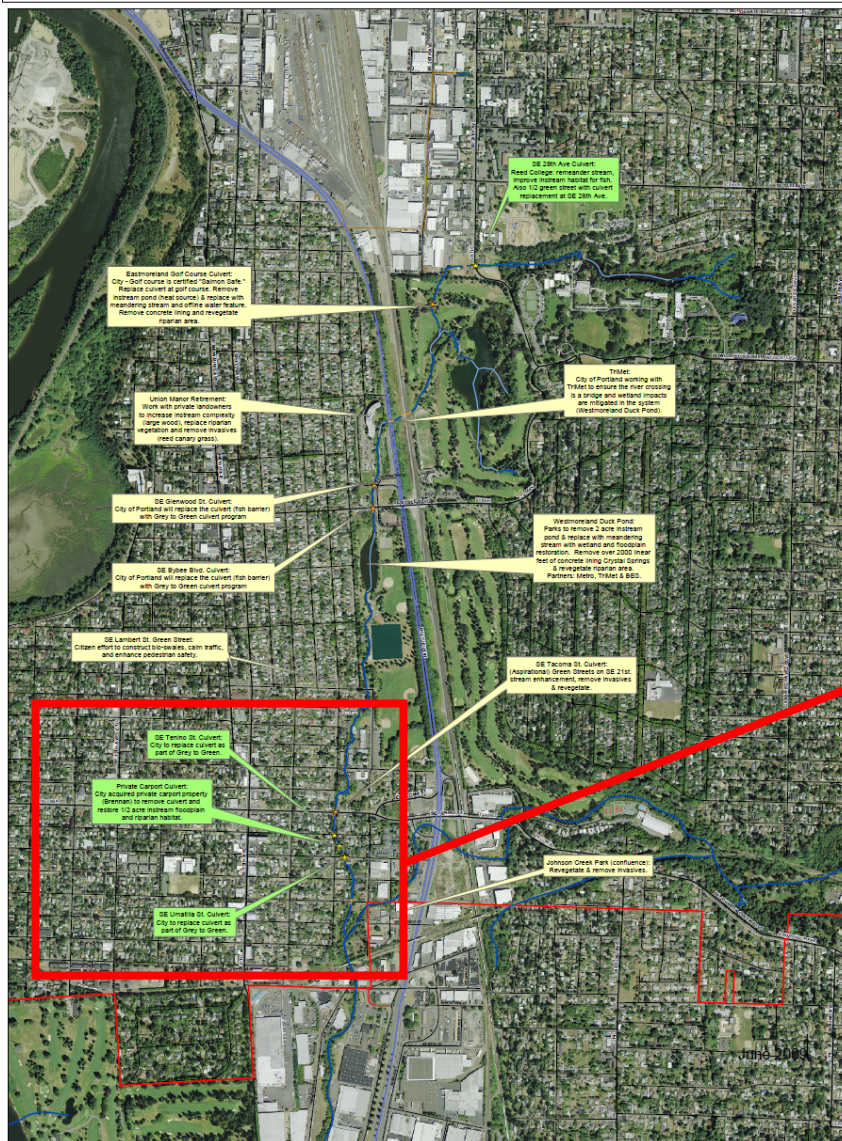 SE 28th Ave Culvert:
Reed College: remeander stream,
improve instream habitat for fish.
Also 1/2 green street with culvert
replacement at SE 28th Ave.
Eastmoreland Golf Course Culvert:
City - Golf course is certified "Salmon Safe."
Replace culvert at golf course. Remove
instream pond (heat source) & replace with
meandering stream and offline water feature.
Remove concrete lining and revegetate
riparian area.
TriMet:
City of Portland working with
TriMet to ensure the river crossing
is a bridge and wetland impacts
are mitigated in the system
(Westmoreland Duck Pond).
Union Manor Retirement:
Work with private landowners
to increase instream complexity
(large wood), replace riparian
vegetation and remove invasives
(reed canary grass).
SE Glenwood St. Culvert:
City of Portland will replace the culvert (fish barrier)
with Grey to Green culvert program
Westmoreland Duck Pond:
Parks to remove 2 acre instream
pond & replace with meandering
stream with wetland and floodplain
restoration. Remove over 2000 linear
feet of concrete lining Crystal Springs
& revegetate riparian area.
Partners: Metro, TriMet & BES.
SE Bybee Blvd. Culvert:
City of Portland will replace the culvert (fish barrier)
with Grey to Green culvert program
SE Lambert St. Green Street:
Citizen effort to construct bio-swales, calm traffic,
and enhance pedestrian safety.
SE Tacoma St. Culvert:
(Aspirational) Green Streets on SE 21st.
stream enhancement, remove invasives
& revegetate.
SE Tenino St. Culvert:
City to replace culvert as
part of Grey to Green.
Private Carport Culvert:
City acquired private carport property
(Brennan) to remove culvert and
restore 1/2 acre instream floodplain
and riparian habitat.
Johnson Creek Park (confluence):
Revegetate & remove invasives.
SE Umatilla St. Culvert:
City to replace culvert as
part of Grey to Green.
June 2009